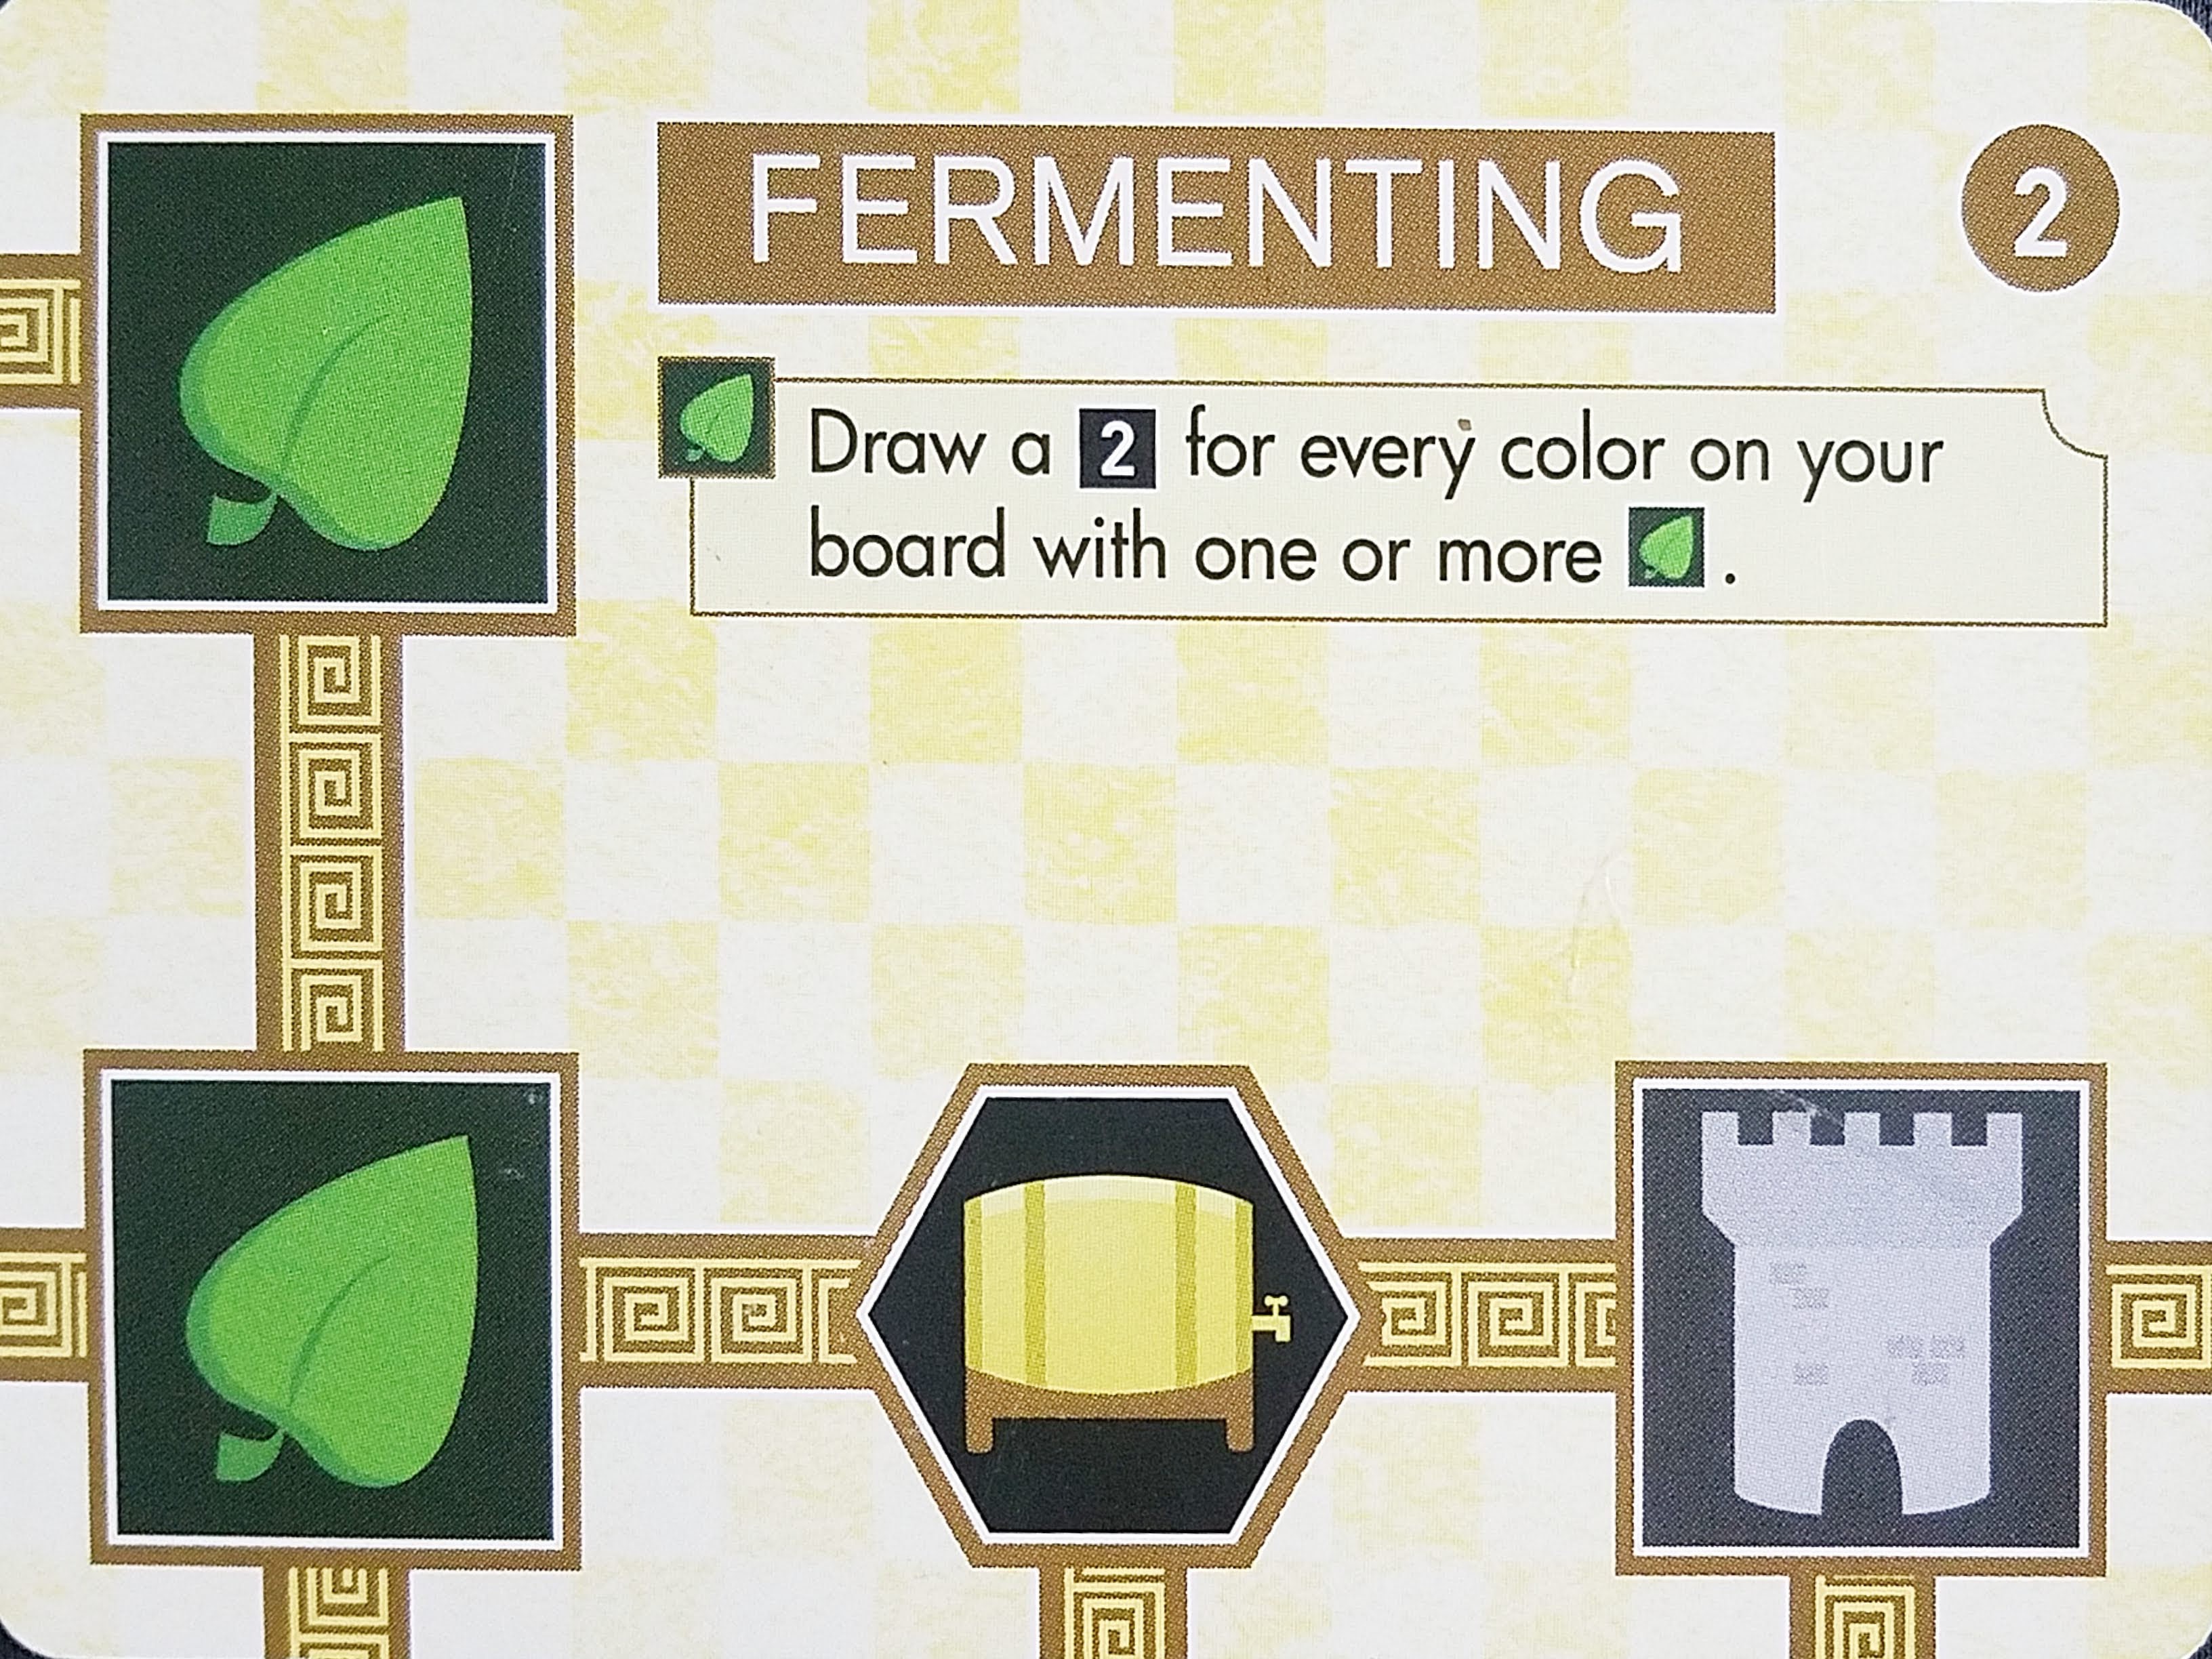 FERMENTING
2
Draw a 2 for every color on your
board with one or more .